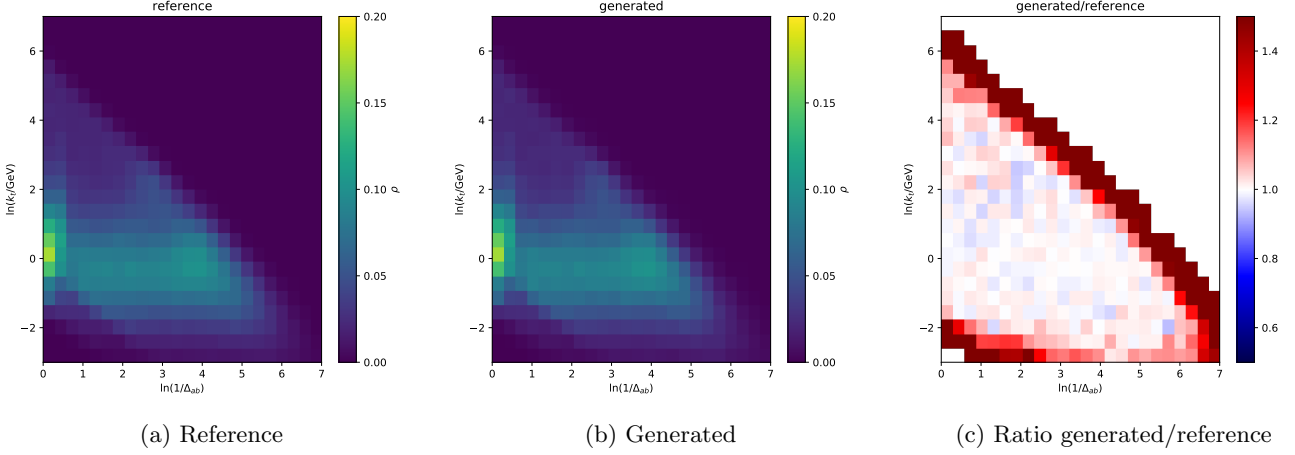 reference
6
4
2
0
−2
ln(k_t/GeV)
0 1 2 3 4 5 6 7
ln(1/Δ_ab)
0.20
0.15
0.10
0.05
0.00
ρ
(a) Reference
generated
6
4
2
0
−2
ln(k_t/GeV)
0 1 2 3 4 5 6 7
ln(1/Δ_ab)
0.20
0.15
0.10
0.05
0.00
ρ
(b) Generated
generated/reference
6
4
2
0
−2
ln(k_t/GeV)
0 1 2 3 4 5 6 7
ln(1/Δ_ab)
1.4
1.2
1.0
0.8
0.6
(c) Ratio generated/reference